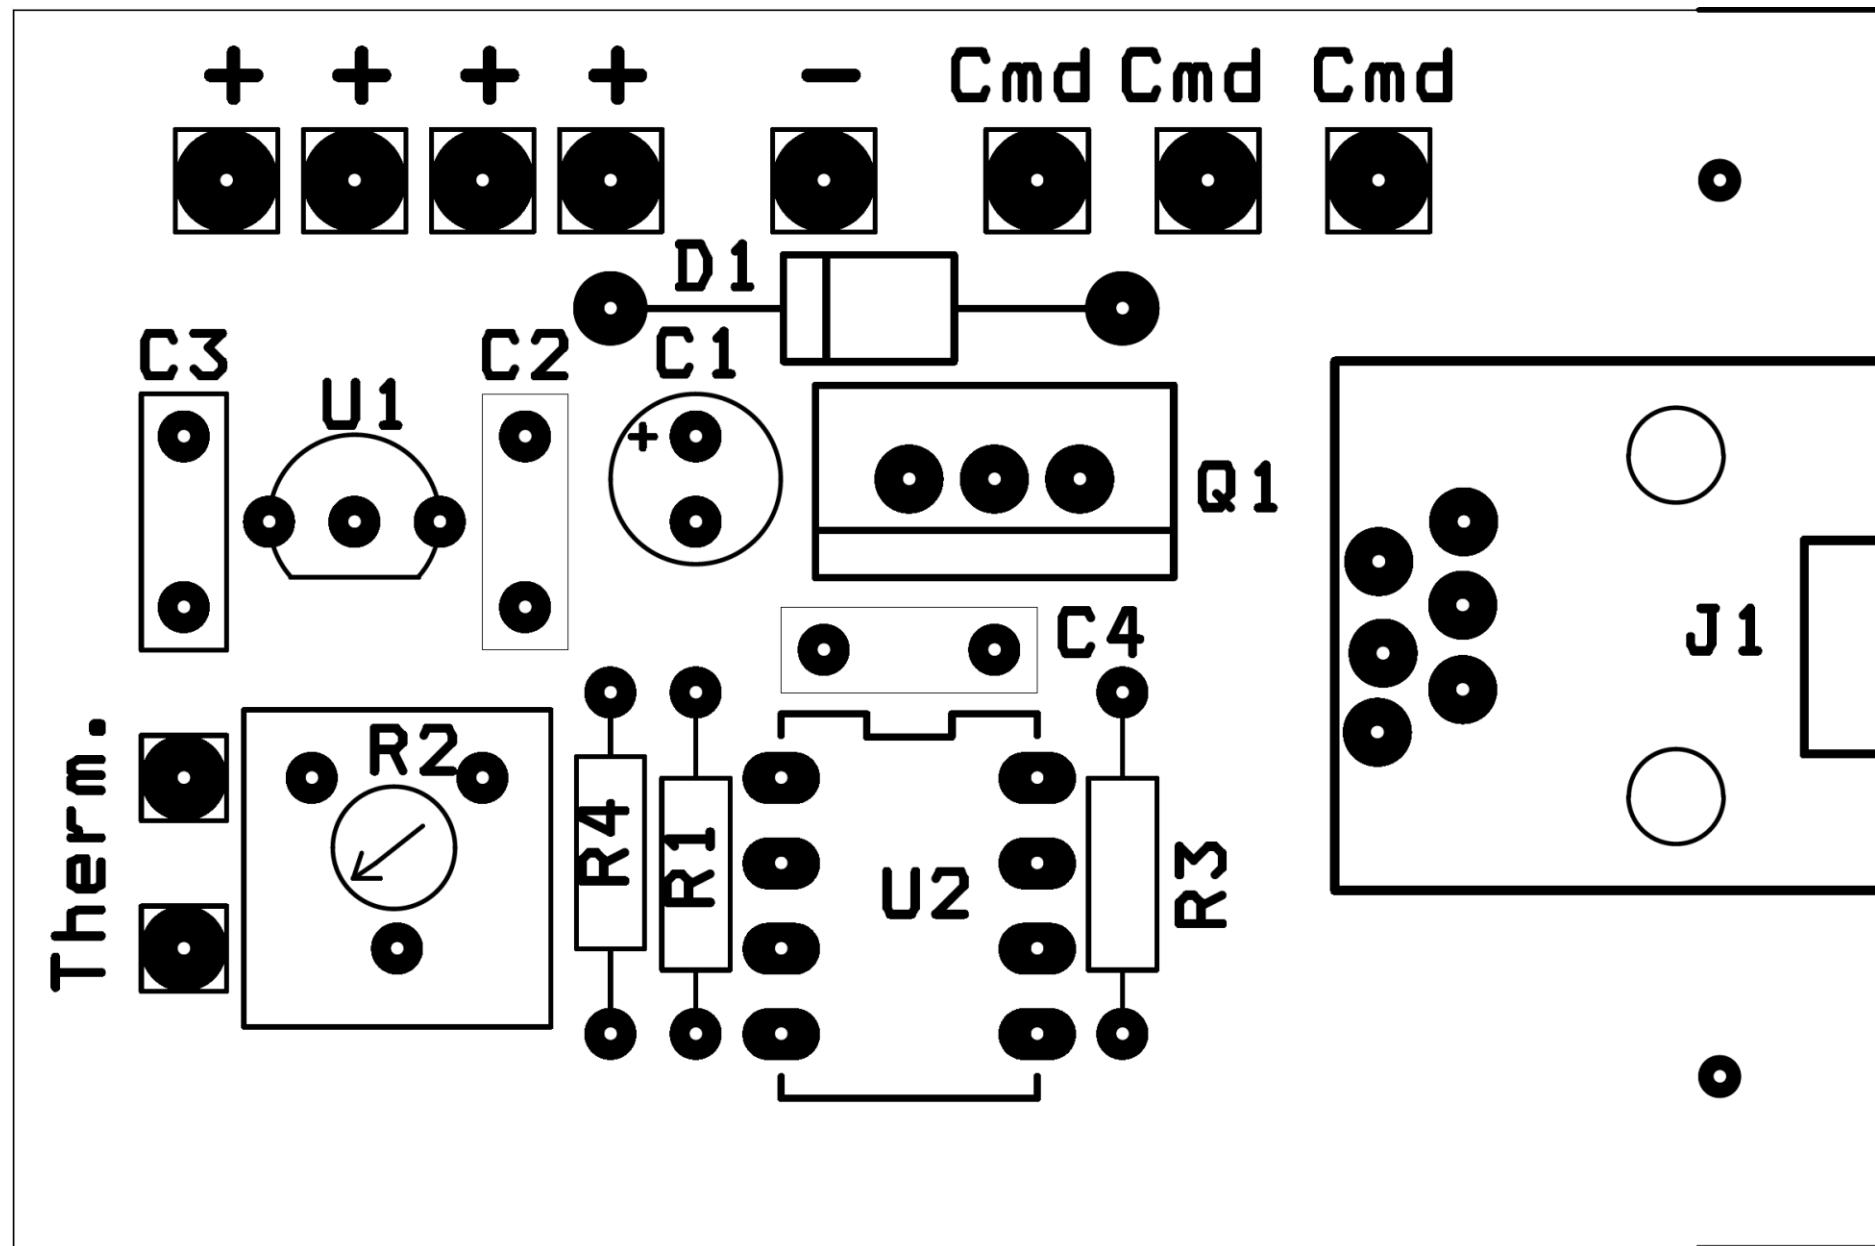 + + + + - Cmd Cmd Cmd
D1
C3 C2 C1
U1
+
Q1
C4
J1
Therm.
R2
R4
R1
U2
R3